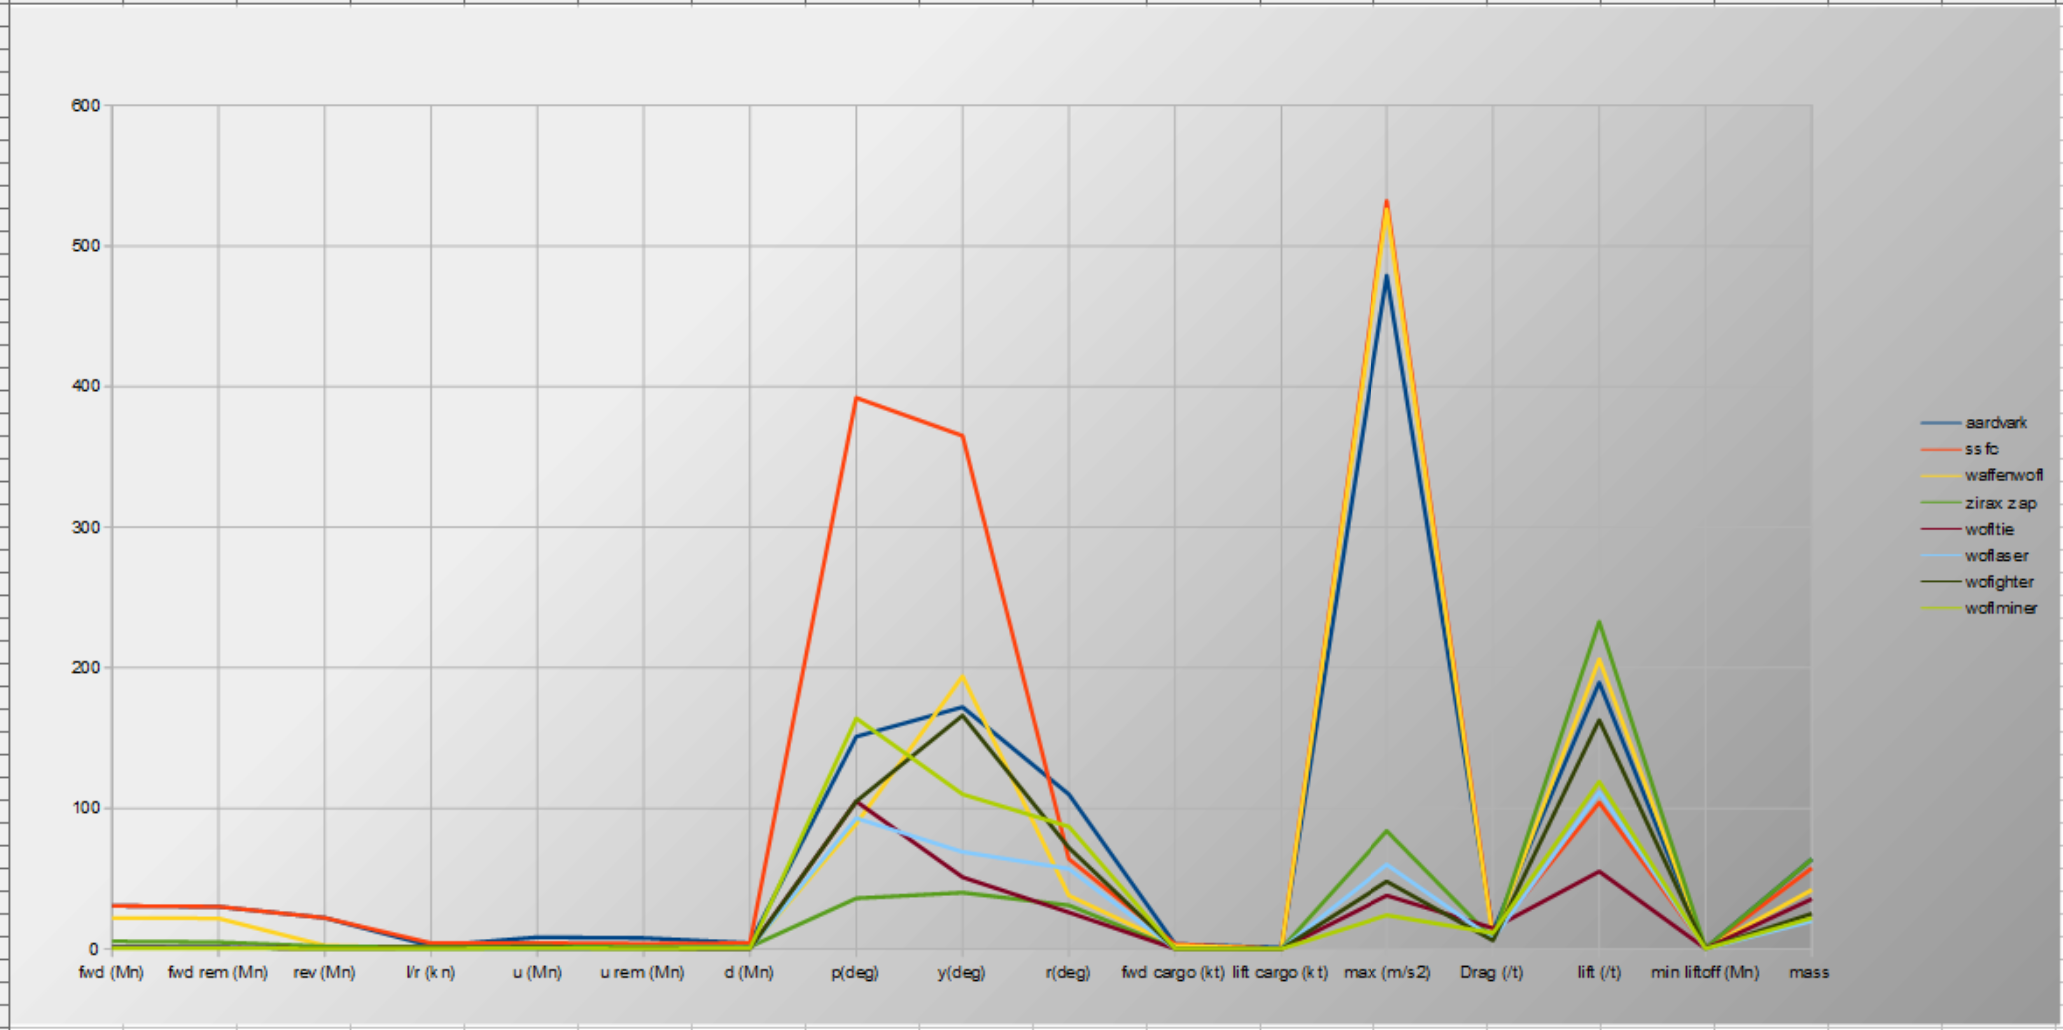 600
500
400
300
200
100
0
fwd (Mn) fwd rem (Mn) rev (Mn) l/r (kn) u (Mn) u rem (Mn) d (Mn) p(deg) y(deg) r(deg) fwd cargo (kt) lift cargo (kt) max (m/s2) Drag (/t) lift (/t) min liftoff (Mn) mass
aardvark
ss fc
waffenwofl
zirax zap
wofltie
woflaser
wofighter
woflminer